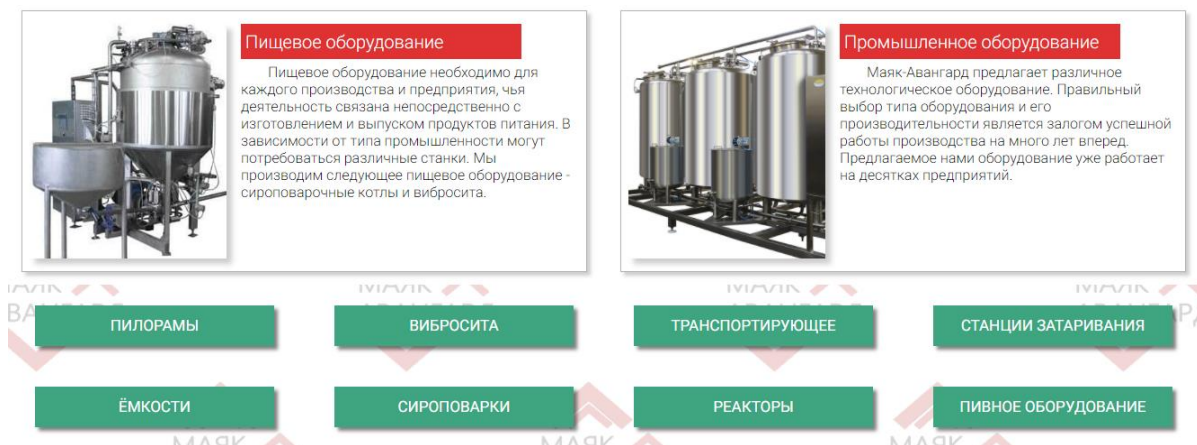 Пищевое оборудование
Пищевое оборудование необходимо для
каждого производства и предприятия, чья
деятельность связана непосредственно с
изготовлением и выпуском продуктов питания. В
зависимости от типа промышленности могут
потребоваться различные станки. Мы
производим следующее пищевое оборудование -
сироповарочные котлы и вибросита.
Промышленное оборудование
Маяк-Авангард предлагает различное
технологическое оборудование. Правильный
выбор типа оборудования и его
производительности является залогом успешной
работы производства на много лет вперед.
Предлагаемое нами оборудование уже работает
на десятках предприятий.
ПИЛОРАМЫ
ВИБРОСИТА
ТРАНСПОРТИРУЮЩЕЕ
СТАНЦИИ ЗАТАРИВАНИЯ
ЁМКОСТИ
СИРОПОВАРКИ
РЕАКТОРЫ
ПИВНОЕ ОБОРУДОВАНИЕ